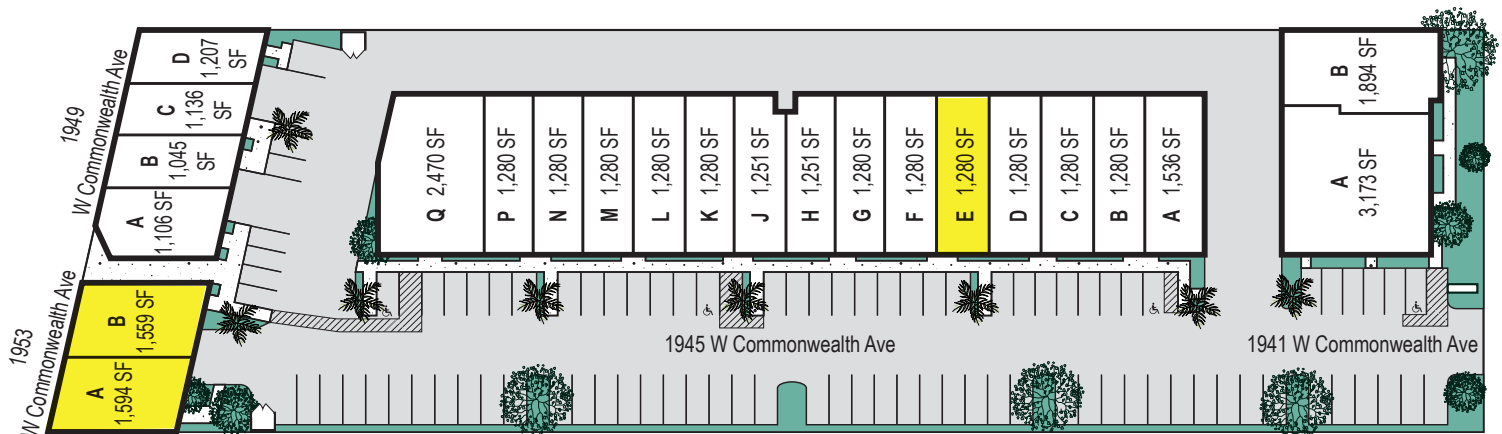 1949
W Commonwealth Ave
D
1,207
SF
C
1,136
SF
B
1,045
SF
A
1,106 SF
1953
W Commonwealth Ave
B
1,559 SF
A
1,594 SF
Q 2,470 SF
P 1,280 SF
N 1,280 SF
M 1,280 SF
L 1,280 SF
K 1,280 SF
J 1,251 SF
H 1,251 SF
G 1,280 SF
F 1,280 SF
E 1,280 SF
D 1,280 SF
C 1,280 SF
B 1,280 SF
A 1,536 SF
1945 W Commonwealth Ave
B
1,894 SF
A
3,173 SF
1941 W Commonwealth Ave